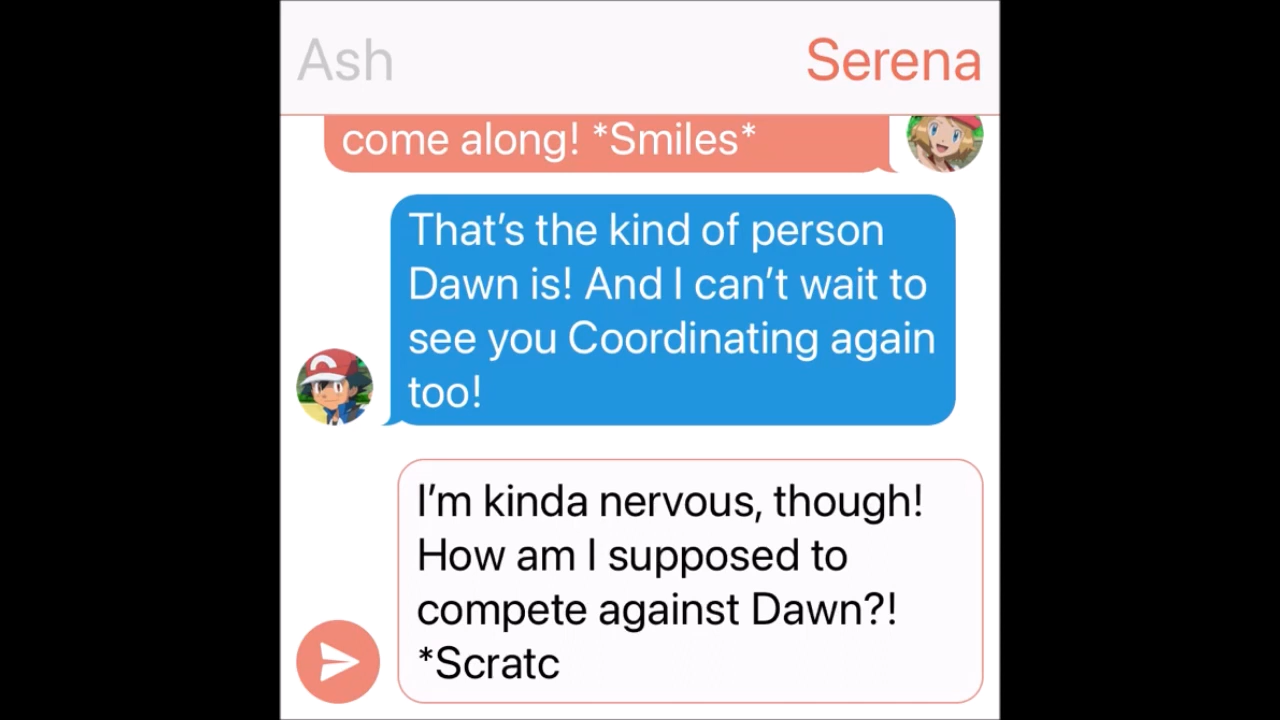 Ash
Serena
come along! *Smiles*
That’s the kind of person
Dawn is! And I can’t wait to
see you Coordinating again
too!
I’m kinda nervous, though!
How am I supposed to
compete against Dawn?!
*Scratc